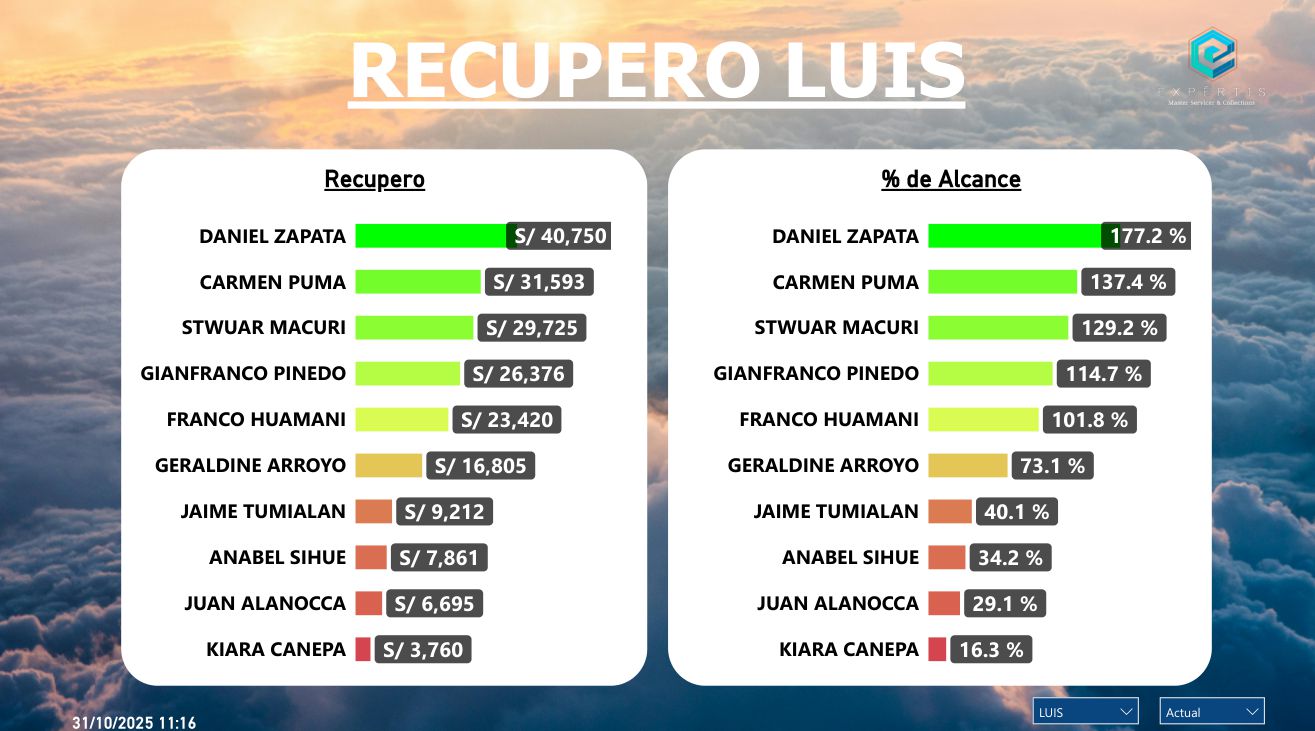 RECUPERO LUIS
EXPERTIS
Master Servicer & Collections
Recupero
DANIEL ZAPATA S/ 40,750
CARMEN PUMA S/ 31,593
STWUAR MACURI S/ 29,725
GIANFRANCO PINEDO S/ 26,376
FRANCO HUAMANI S/ 23,420
GERALDINE ARROYO S/ 16,805
JAIME TUMIALAN S/ 9,212
ANABEL SIHUE S/ 7,861
JUAN ALANOCCA S/ 6,695
KIARA CANEPA S/ 3,760
% de Alcance
DANIEL ZAPATA 177.2 %
CARMEN PUMA 137.4 %
STWUAR MACURI 129.2 %
GIANFRANCO PINEDO 114.7 %
FRANCO HUAMANI 101.8 %
GERALDINE ARROYO 73.1 %
JAIME TUMIALAN 40.1 %
ANABEL SIHUE 34.2 %
JUAN ALANOCCA 29.1 %
KIARA CANEPA 16.3 %
31/10/2025 11:16
LUIS
Actual